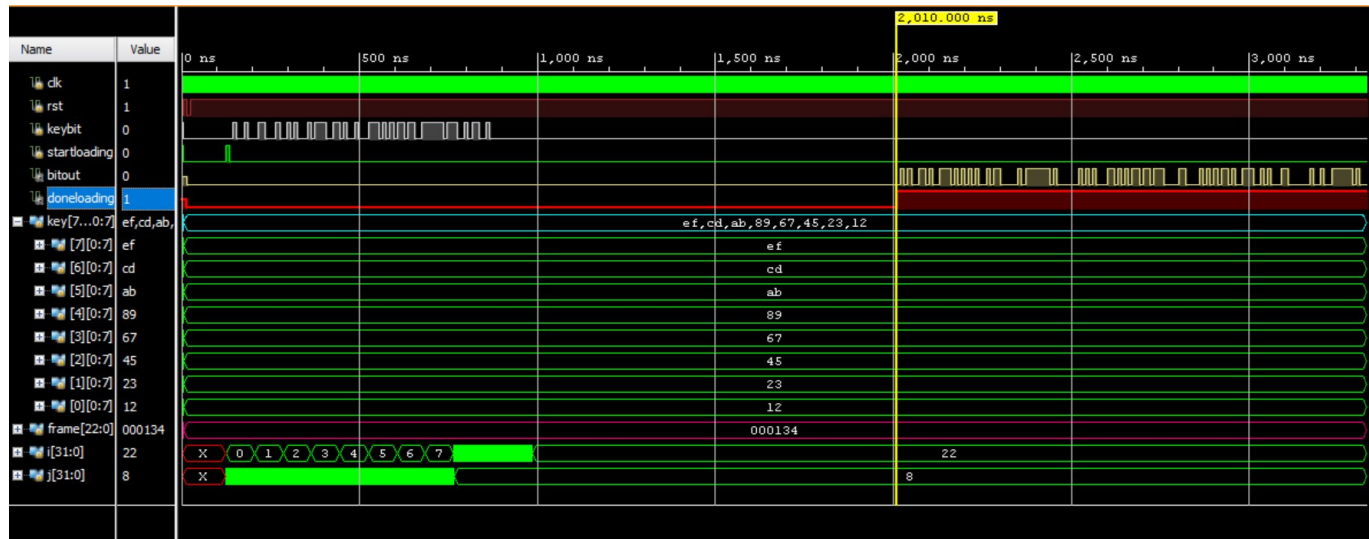 2,010.000 ns
Name Value
0 ns 500 ns 1,000 ns 1,500 ns 2,000 ns 2,500 ns 3,000 ns
clk 1
rst 1
keybit 0
startloading 0
bitout 0
doneloading 1
key[7...0:7] ef,cd,ab, ef,cd,ab,89,67,45,23,12
[7][0:7] ef ef
[6][0:7] cd cd
[5][0:7] ab ab
[4][0:7] 89 89
[3][0:7] 67 67
[2][0:7] 45 45
[1][0:7] 23 23
[0][0:7] 12 12
frame[22:0] 000134 000134
i[31:0] 22 X 0 1 2 3 4 5 6 7 22
j[31:0] 8 X 8